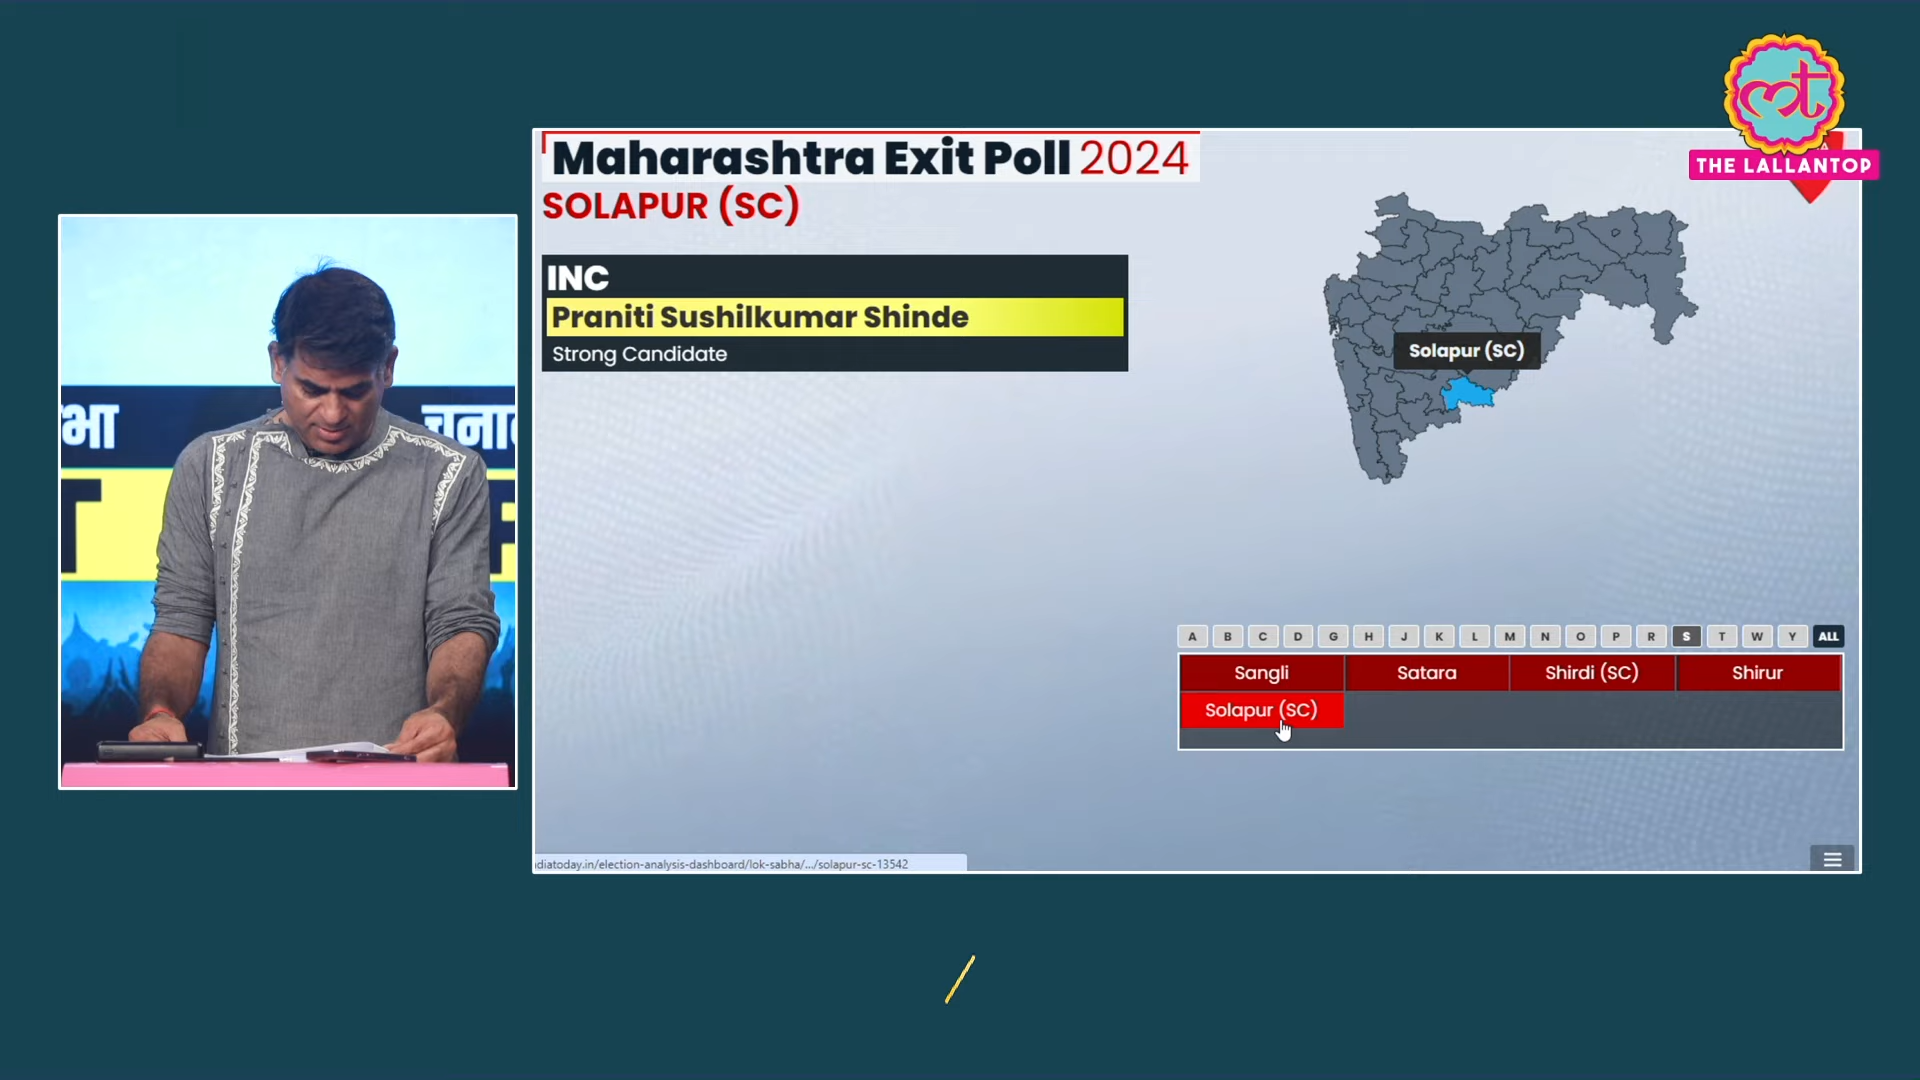 THE LALLANTOP
Maharashtra Exit Poll 2024
SOLAPUR (SC)
INC
Praniti Sushilkumar Shinde
Strong Candidate
Solapur (SC)
भा
चना
T
A B C D G H J K L M N O P R S T W Y ALL
Sangli Satara Shirdi (SC) Shirur
Solapur (SC)
diatoday.in/election-analysis-dashboard/lok-sabha/.../solapur-sc-13542